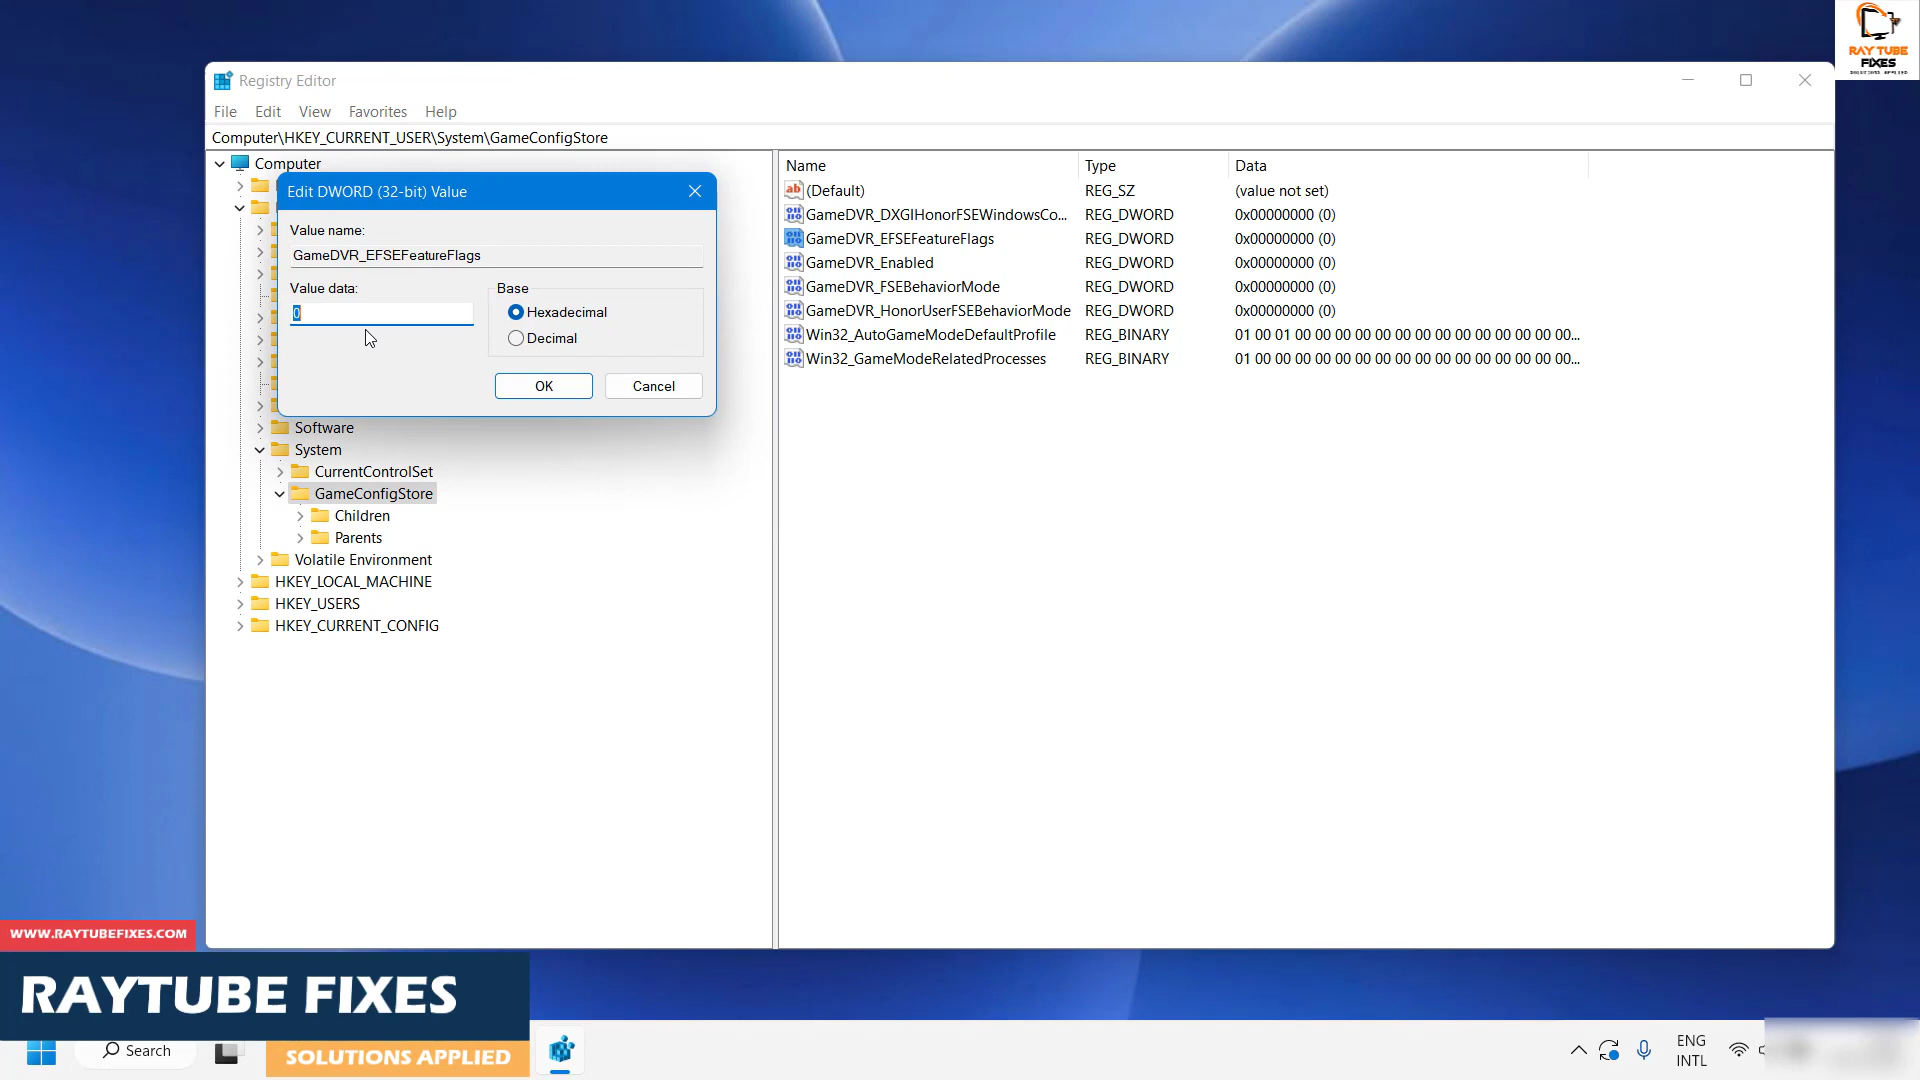 RAY TUBE
FIXES
Registry Editor
File Edit View Favorites Help
Computer\HKEY_CURRENT_USER\System\GameConfigStore
Computer
Edit DWORD (32-bit) Value
Value name:
GameDVR_EFSEFeatureFlags
Value data:
0
Base
Hexadecimal
Decimal
OK
Cancel
Software
System
CurrentControlSet
GameConfigStore
Children
Parents
Volatile Environment
HKEY_LOCAL_MACHINE
HKEY_USERS
HKEY_CURRENT_CONFIG
Name Type Data
(Default) REG_SZ (value not set)
GameDVR_DXGIHonorFSEWindowsCo... REG_DWORD 0x00000000 (0)
GameDVR_EFSEFeatureFlags REG_DWORD 0x00000000 (0)
GameDVR_Enabled REG_DWORD 0x00000000 (0)
GameDVR_FSEBehaviorMode REG_DWORD 0x00000000 (0)
GameDVR_HonorUserFSEBehaviorMode REG_DWORD 0x00000000 (0)
Win32_AutoGameModeDefaultProfile REG_BINARY 01 00 01 00 00 00 00 00 00 00 00 00 00 00 00 00 00...
Win32_GameModeRelatedProcesses REG_BINARY 01 00 00 00 00 00 00 00 00 00 00 00 00 00 00 00 00...
WWW.RAYTUBEFIXES.COM
RAYTUBE FIXES
SOLUTIONS APPLIED
Search
ENG
INTL